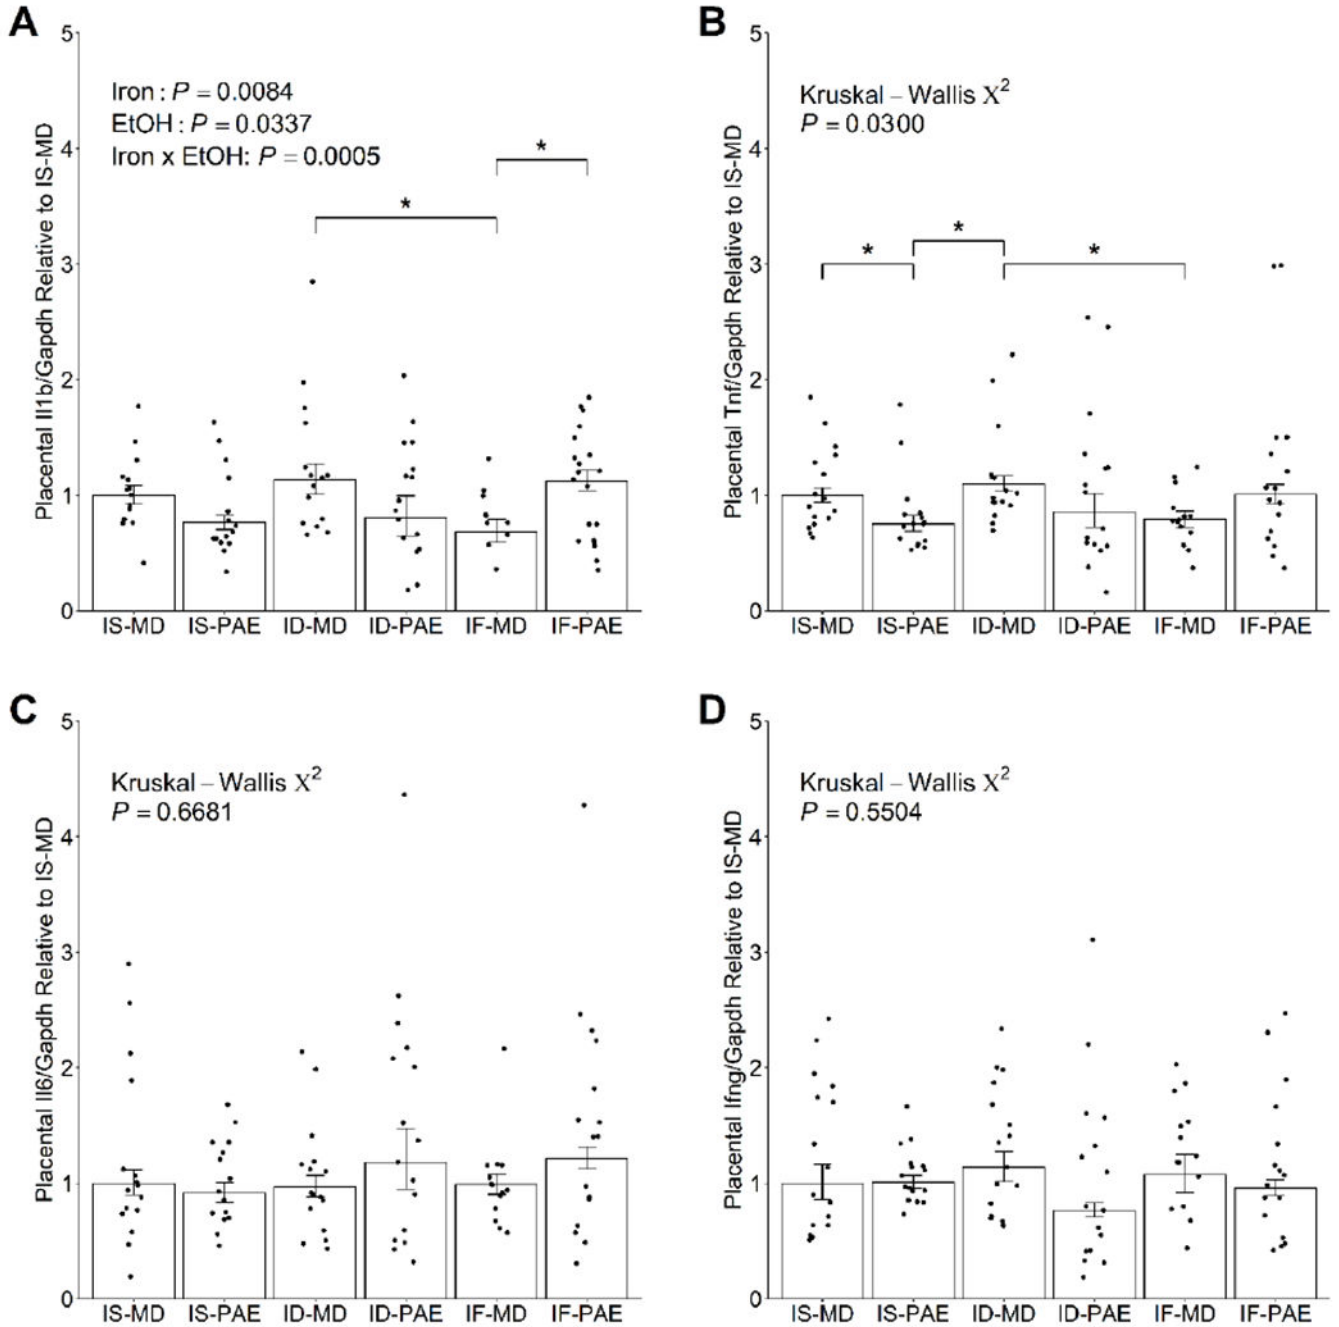 A
5
4
3
2
1
0
Placental Il1b/Gapdh Relative to IS-MD
Iron : P = 0.0084
EtOH : P = 0.0337
Iron x EtOH: P = 0.0005
*
*
IS-MD IS-PAE ID-MD ID-PAE IF-MD IF-PAE
B
5
4
3
2
1
0
Placental Tnf/Gapdh Relative to IS-MD
Kruskal – Wallis X²
P = 0.0300
*
*
*
IS-MD IS-PAE ID-MD ID-PAE IF-MD IF-PAE
C
5
4
3
2
1
0
Placental Il6/Gapdh Relative to IS-MD
Kruskal – Wallis X²
P = 0.6681
IS-MD IS-PAE ID-MD ID-PAE IF-MD IF-PAE
D
5
4
3
2
1
0
Placental Ifng/Gapdh Relative to IS-MD
Kruskal – Wallis X²
P = 0.5504
IS-MD IS-PAE ID-MD ID-PAE IF-MD IF-PAE